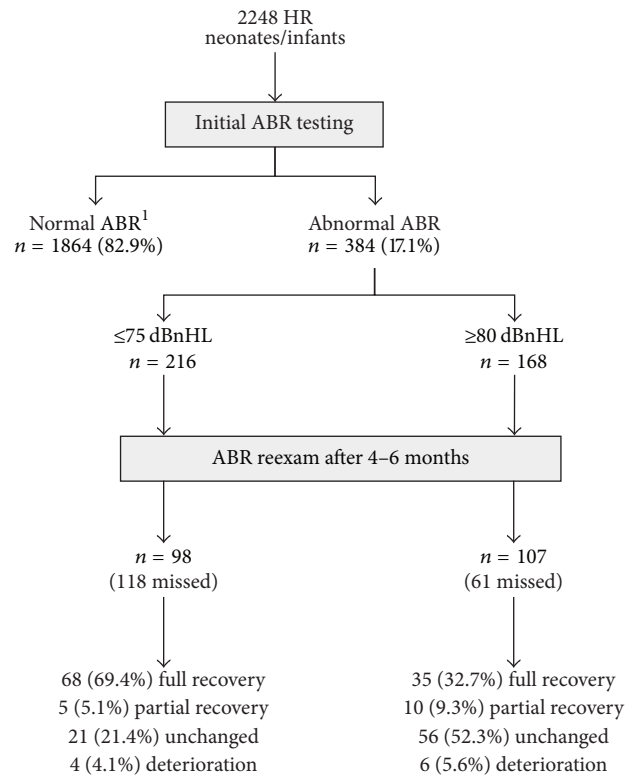 2248 HR
neonates/infants
Initial ABR testing
Normal ABR¹
n = 1864 (82.9%)
Abnormal ABR
n = 384 (17.1%)
≤75 dBnHL
n = 216
≥80 dBnHL
n = 168
ABR reexam after 4–6 months
n = 98
(118 missed)
n = 107
(61 missed)
68 (69.4%) full recovery
5 (5.1%) partial recovery
21 (21.4%) unchanged
4 (4.1%) deterioration
35 (32.7%) full recovery
10 (9.3%) partial recovery
56 (52.3%) unchanged
6 (5.6%) deterioration